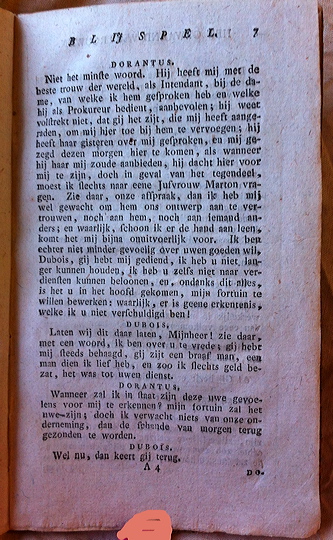 BLIJSPEL. 7
DORANTUS.
Niet het minste woord. Hij heeft mij met de
beste trouw der wereld, als Intendant, bij de da-
me, van welke ik hem gesproken heb en welke
hij als Prokureur bedient, aanbevolen; hij weet
volstrekt niet, dat gij het zijt, die mij heeft aange-
raden, om mij hier toe bij hem te vervoegen; hij
heeft haar gisteren over mij gesproken, en mij ge-
zegd dezen morgen hier te komen, als wanneer
hij haar mij zoude aanbieden, hij dacht hier voor
mij te zijn, doch in geval van het tegendeel,
moest ik slechts naar eene Jufvrouw Marton vra-
gen. Zie daar, onze afspraak, dan ik heb mij
wel gewacht om hem ons ontwerp aan te ver-
trouwen, noch aan hem, noch aan iemand an-
ders; en waarlijk, schoon ik er de hand aan leen,
komt het mij bijna onuitvoerlijk voor. Ik ben
echter niet minder gevoelig over uwen goeden wil,
Dubois, gij hebt mij gediend, ik heb u niet lan-
ger kunnen houden, ik heb u zelfs niet naar ver-
diensten kunnen beloonen, en, ondanks dit alles,
is het u in het hoofd gekomen, mijn fortuin te
willen bewerken: waarlijk, er is geene erkentenis,
welke ik u niet verschuldigd ben!
DUBOIS.
Laten wij dit daar laten, Mijnheer! zie daar,
met een woord, ik ben over u te vrede; gij hebt
mij steeds behaagd, gij zijt een braaf man, een
man dien ik lief heb, en zoo ik slechts geld be-
zat, het was tot uwen dienst.
DORANTUS.
Wanneer zal ik in staat zijn deze uwe gevoe-
lens voor mij te erkennen? mijn fortuin zal het
uwe zijn; doch ik verwacht niets van onze on-
derneming, dan de schande van morgen terug
gezonden te worden.
DUBOIS.
Wel nu, dan keert gij terug.
A 4 DO-